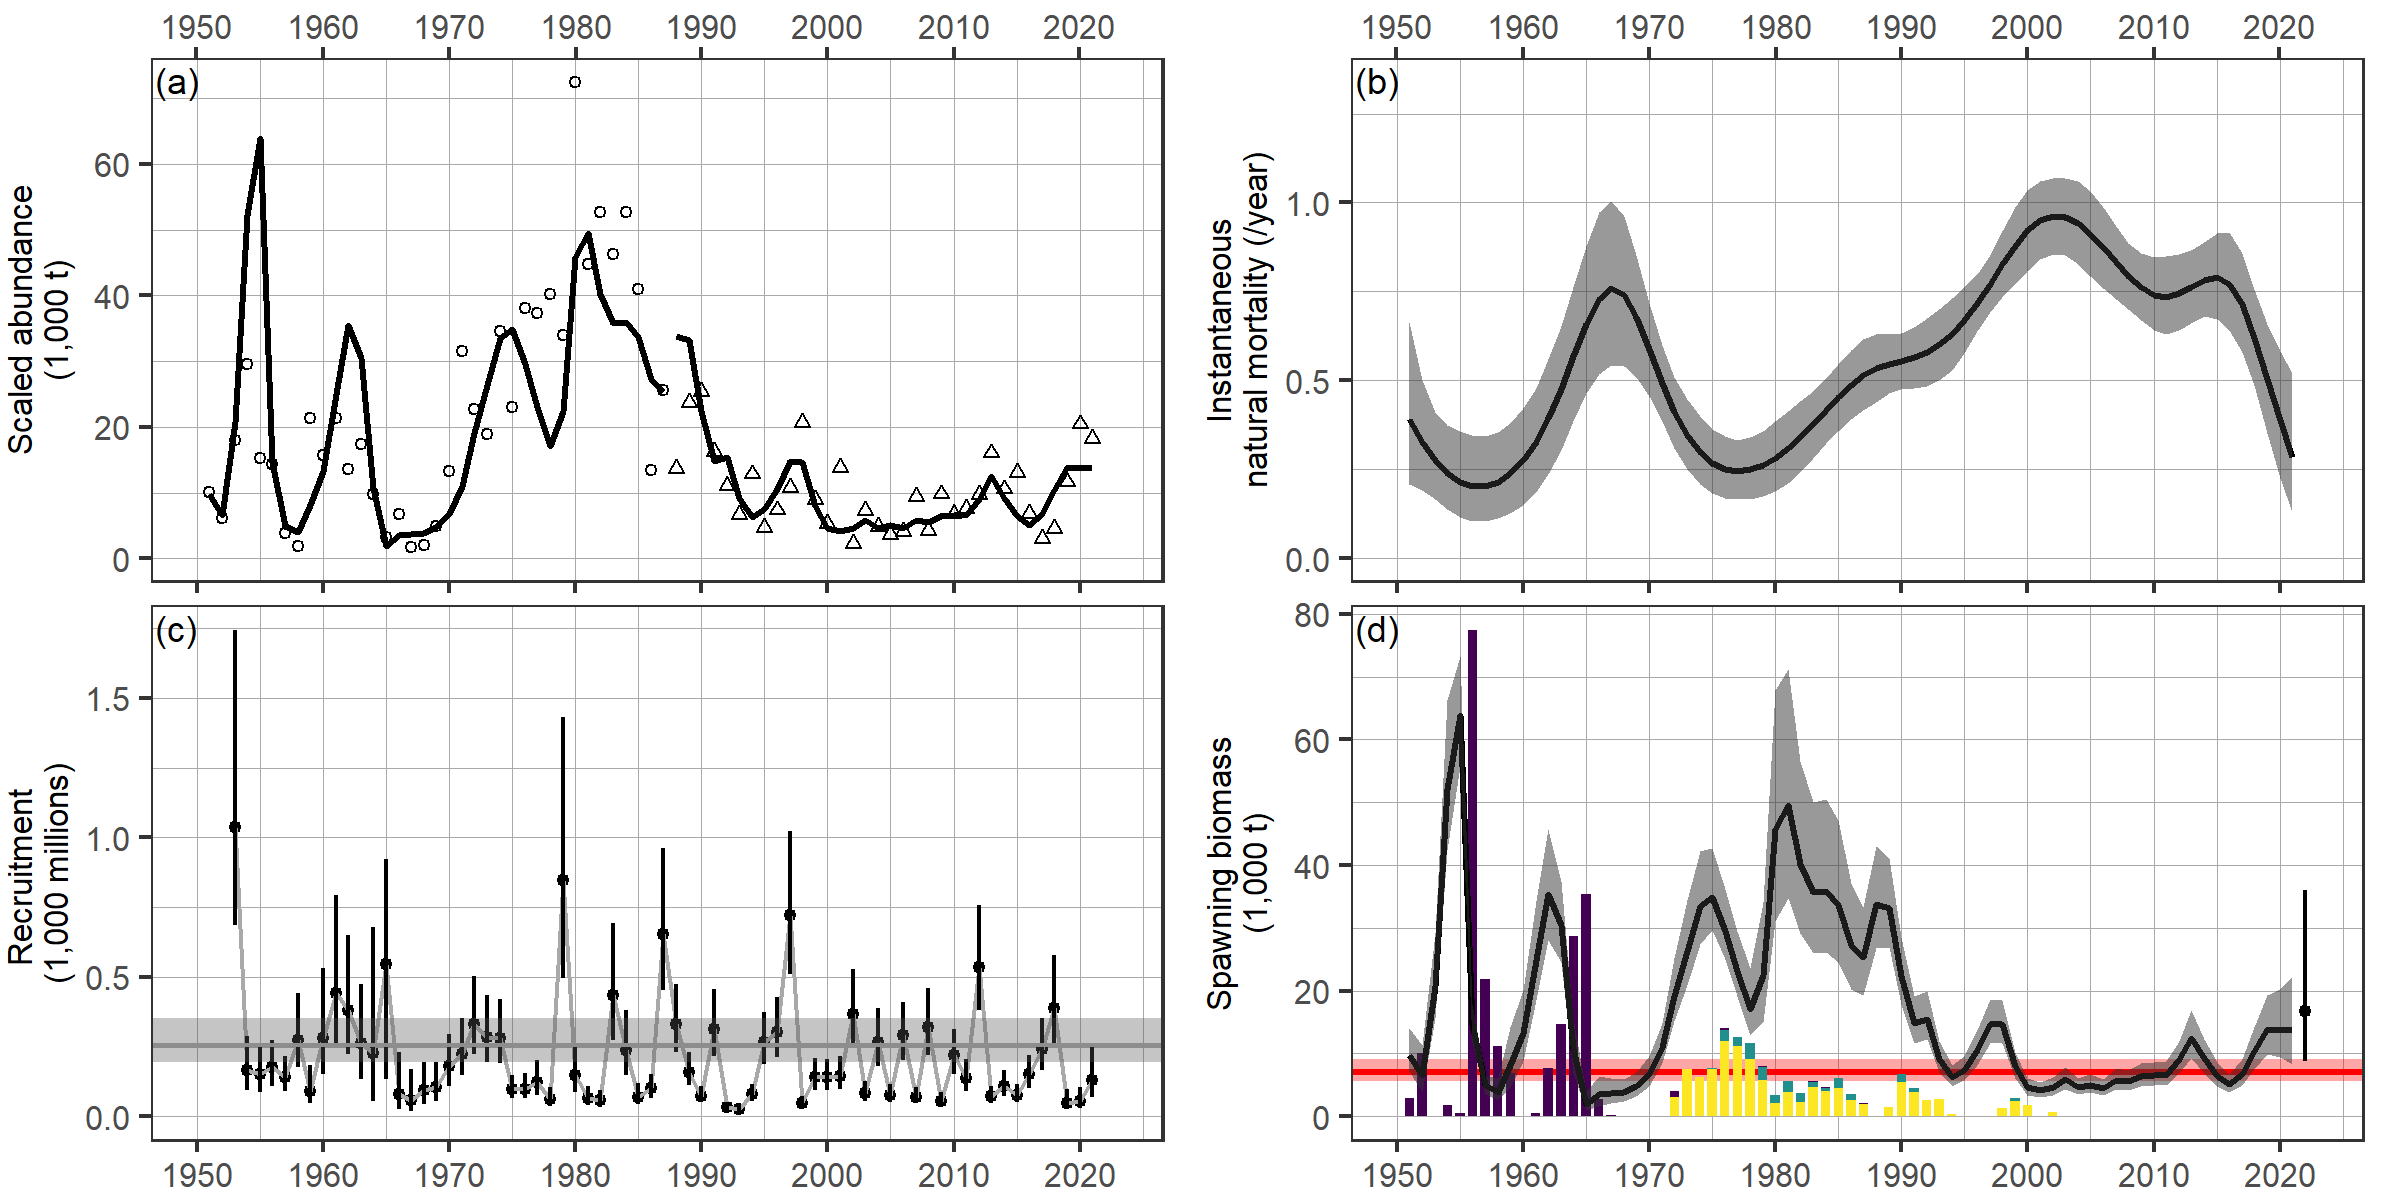 1950 1960 1970 1980 1990 2000 2010 2020
1950 1960 1970 1980 1990 2000 2010 2020
(a)
Scaled abundance
(1,000 t)
60
40
20
0
(b)
Instantaneous
natural mortality (/year)
1.0
0.5
0.0
(c)
Recruitment
(1,000 millions)
1.5
1.0
0.5
0.0
(d)
Spawning biomass
(1,000 t)
80
60
40
20
0
1950 1960 1970 1980 1990 2000 2010 2020
1950 1960 1970 1980 1990 2000 2010 2020